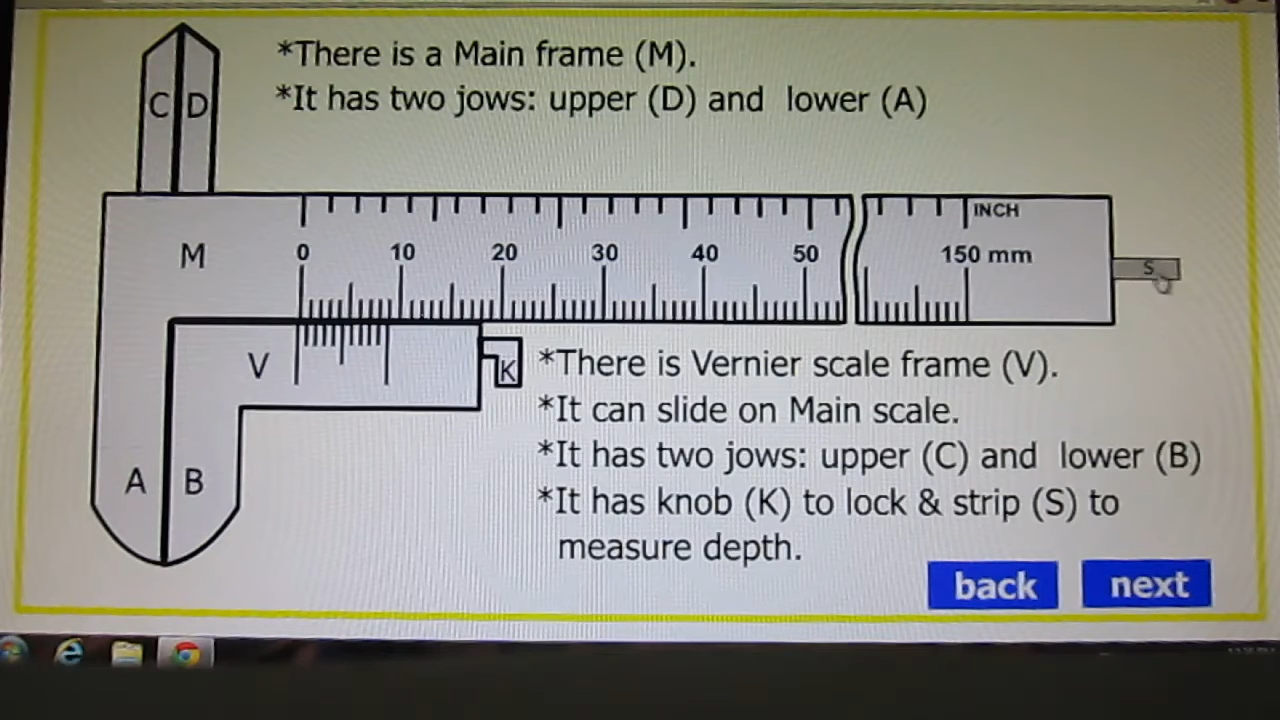 *There is a Main frame (M).
*It has two jows: upper (D) and lower (A)
C D
INCH
M
0 10 20 30 40 50 150 mm
S
V
K
*There is Vernier scale frame (V).
*It can slide on Main scale.
*It has two jows: upper (C) and lower (B)
A B
*It has knob (K) to lock & strip (S) to
measure depth.
back next